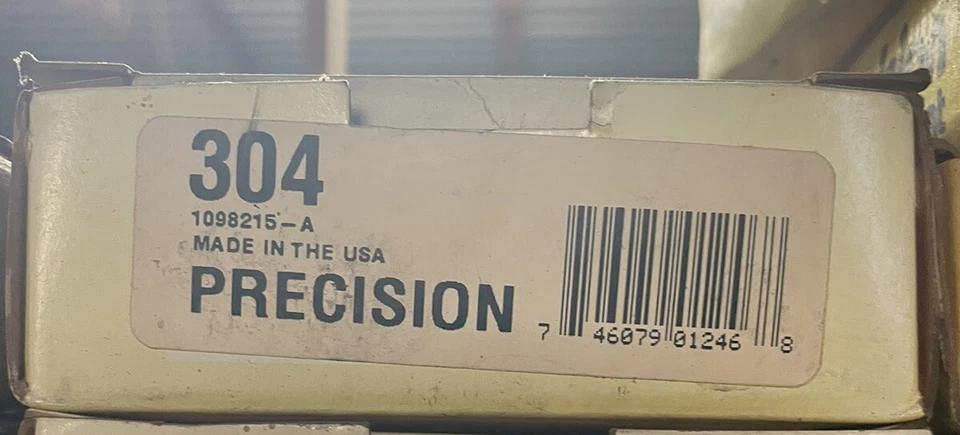 304
1098215-A
MADE IN THE USA
PRECISION
7 46079 01246 8